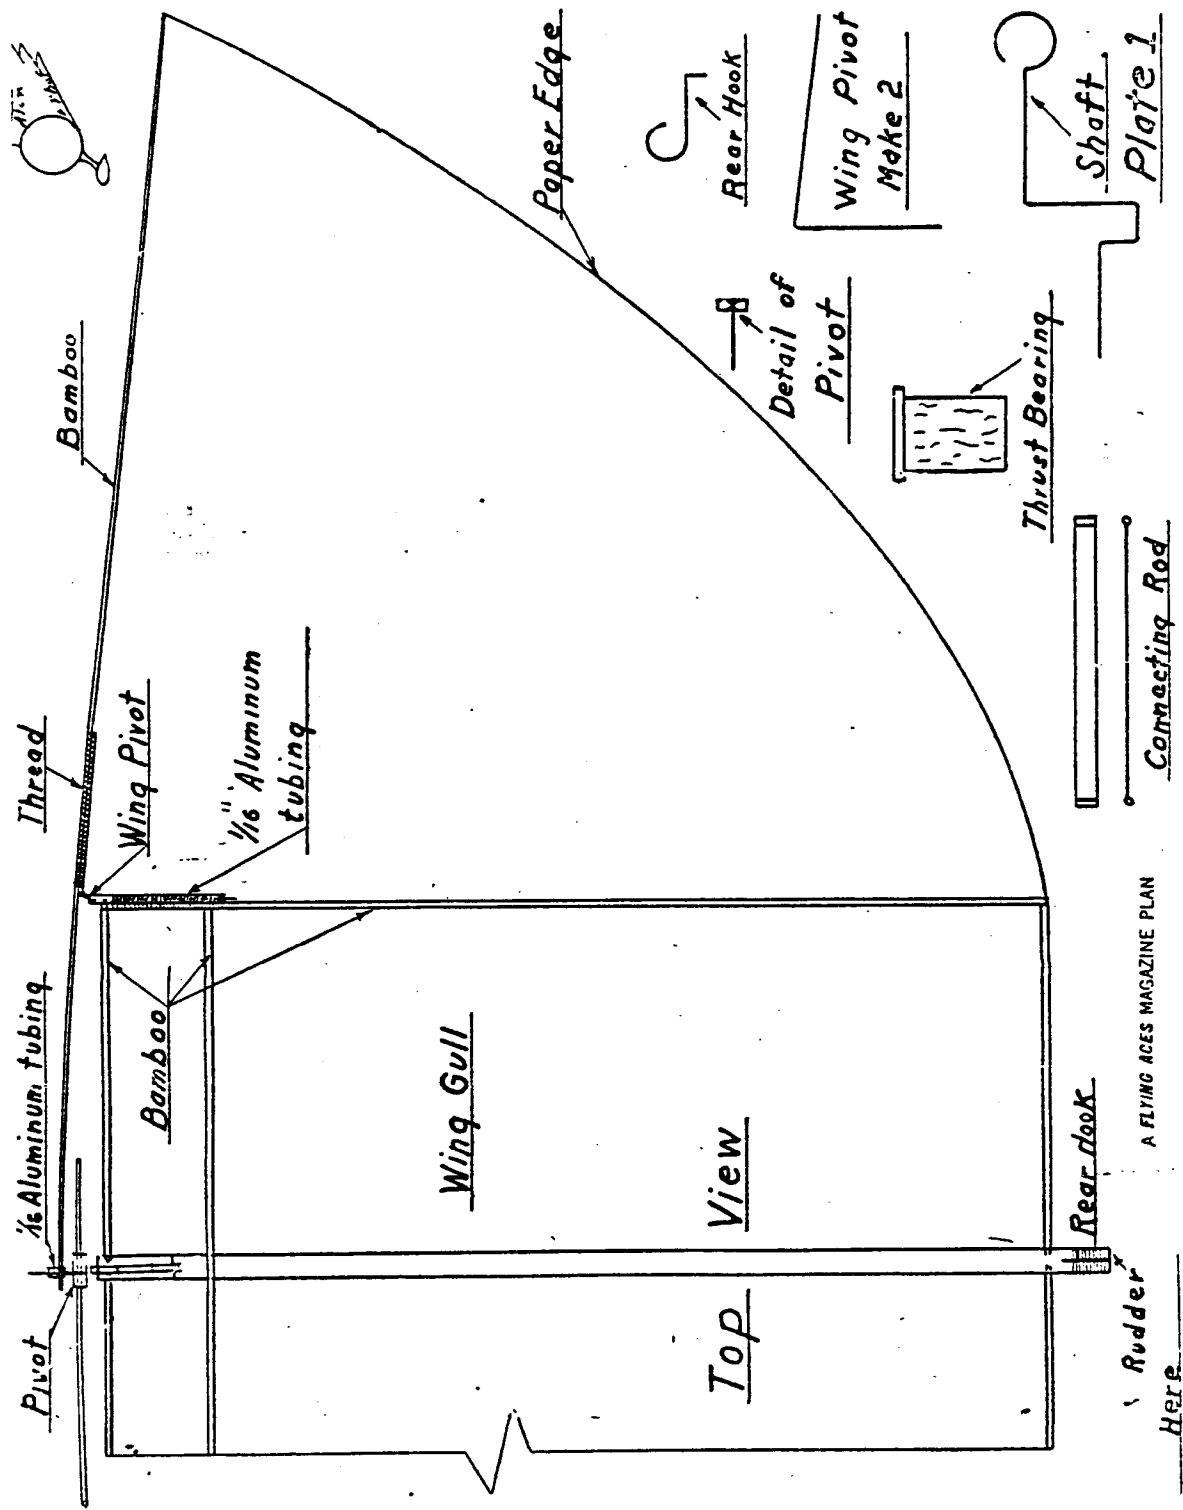 Pivot
1/16 Aluminum tubing
Thread
Bamboo
Wing Pivot
1/16" Aluminum
tubing
Bamboo
Paper Edge
Wing Gull
Top View
Rear Hook
Wing Pivot
Make 2
Detail of
Pivot
Shaft
Plate 1
Thrust Bearing
Connecting Rod
Rear Hook
Rudder
Here
A FLYING ACES MAGAZINE PLAN